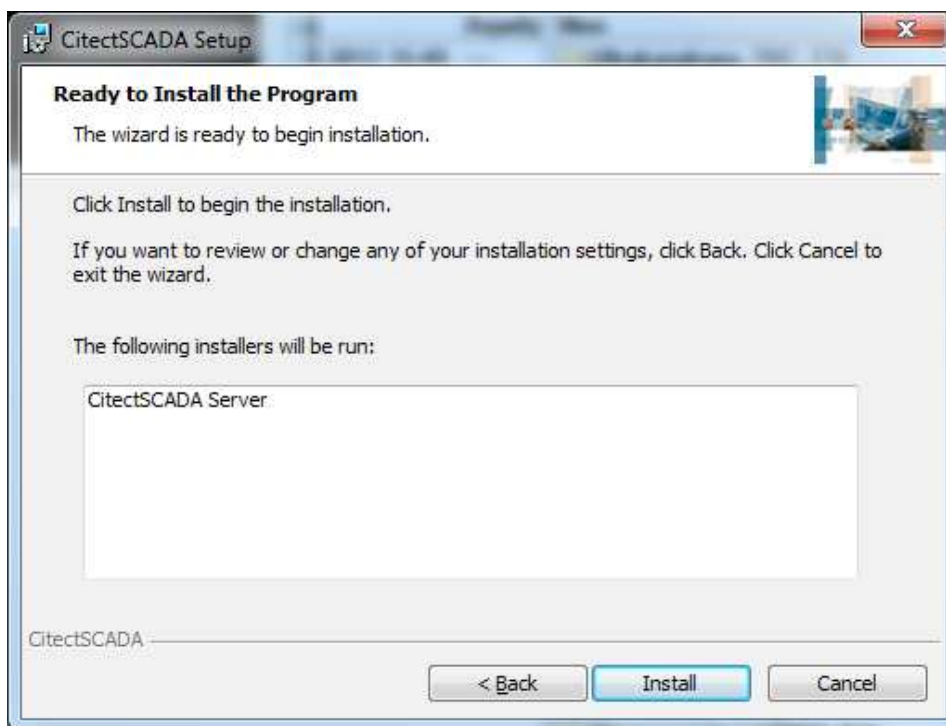 CitectSCADA Setup
Ready to Install the Program
The wizard is ready to begin installation.
Click Install to begin the installation.
If you want to review or change any of your installation settings, click Back. Click Cancel to
exit the wizard.
The following installers will be run:
CitectSCADA Server
CitectSCADA
< Back
Install
Cancel